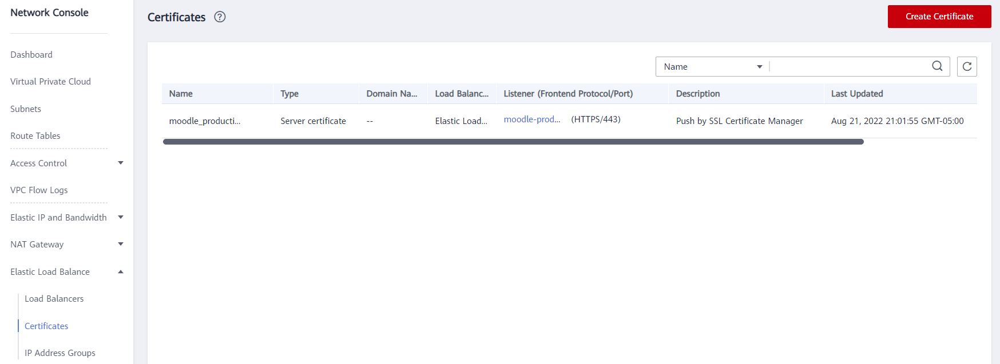 Network Console
Dashboard
Virtual Private Cloud
Subnets
Route Tables
Access Control
VPC Flow Logs
Elastic IP and Bandwidth
NAT Gateway
Elastic Load Balance
Load Balancers
Certificates
IP Address Groups
Certificates ?
Create Certificate
Name
Name Type Domain Na... Load Balanc... Listener (Frontend Protocol/Port) Description Last Updated
moodle_producti... Server certificate -- Elastic Load... moodle-prod... (HTTPS/443) Push by SSL Certificate Manager Aug 21, 2022 21:01:55 GMT-05:00